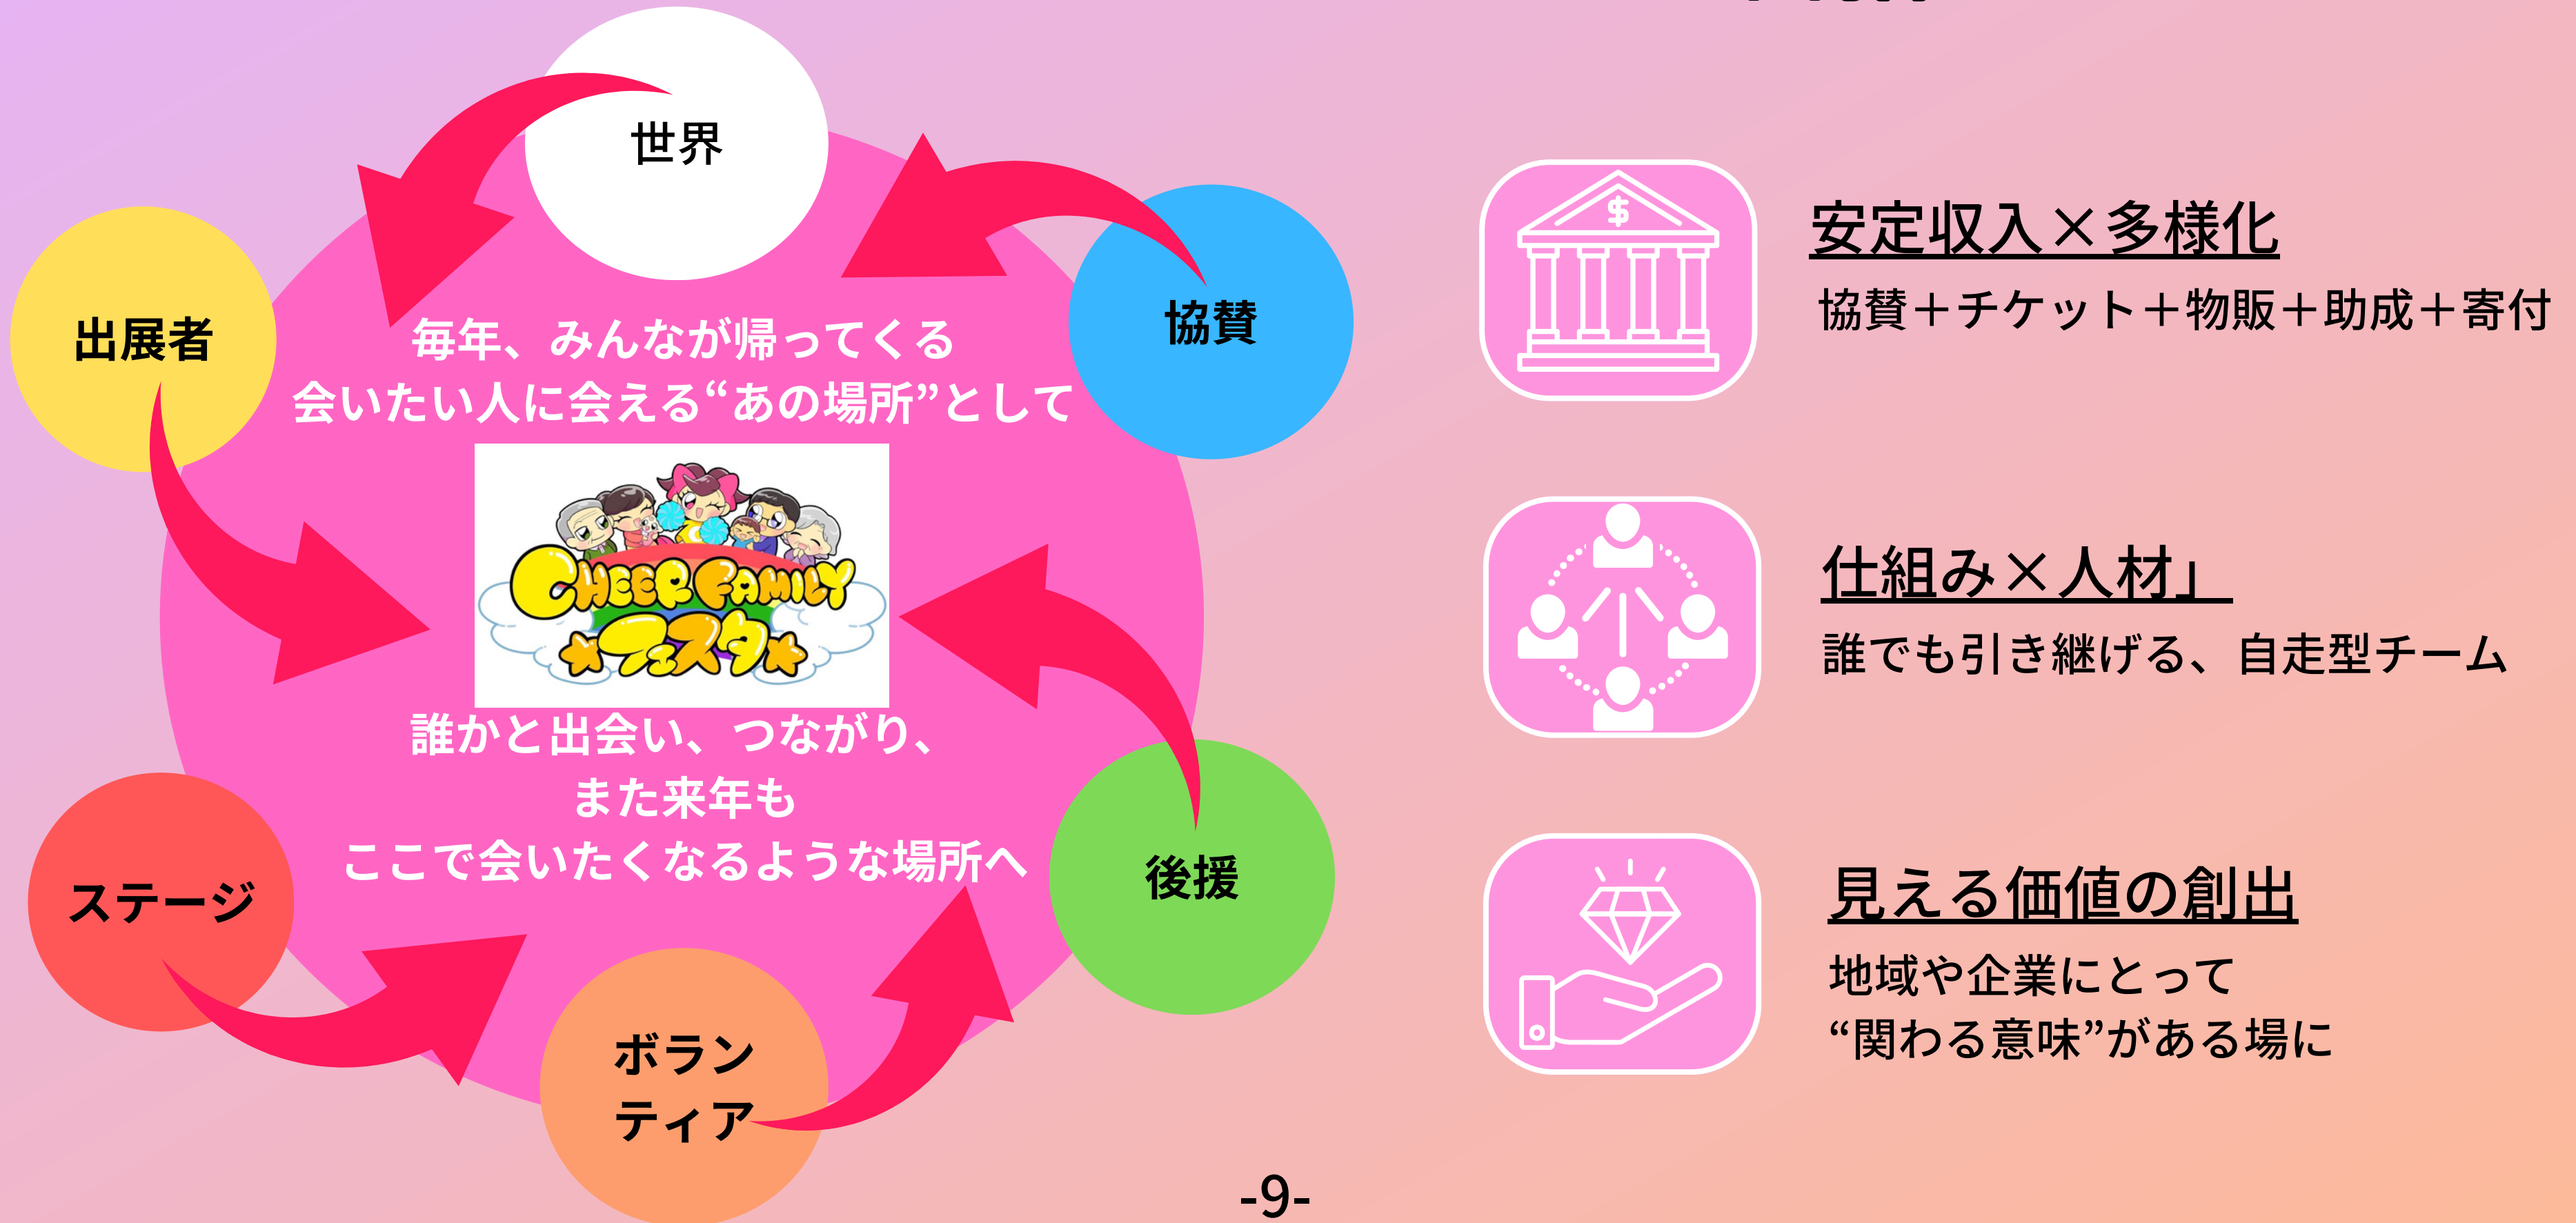 世界
協賛
出展者
毎年、みんなが帰ってくる
会いたい人に会える“あの場所”として
CHEER FAMILY
フェスタ
誰かと出会い、つながり、
また来年も
ここで会いたくなるような場所へ
ステージ
後援
ボラン
ティア
安定収入×多様化
協賛＋チケット＋物販＋助成＋寄付
仕組み×人材」
誰でも引き継げる、自走型チーム
見える価値の創出
地域や企業にとって
“関わる意味”がある場に
-9-